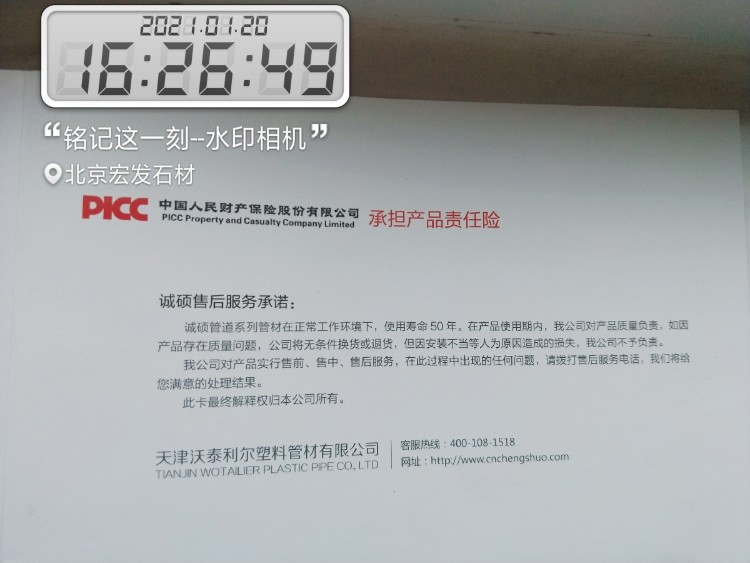 2021.01.20
16:26:49
“铭记这一刻--水印相机”
北京宏发石材
PICC 中国人民财产保险股份有限公司 承担产品责任险
PICC Property and Casualty Company Limited
诚硕售后服务承诺：
诚硕管道系列管材在正常工作环境下，使用寿命50年。在产品使用期内，我公司对产品质量负责，如因
产品存在质量问题，公司将无条件换货或退货，但因安装不当等人为原因造成的损失，我公司不予负责。
我公司对产品实行售前、售中、售后服务，在此过程中出现的任何问题，请拨打售后服务电话，我们将给
您满意的处理结果。
此卡最终解释权归本公司所有。
天津沃泰利尔塑料管材有限公司
TIANJIN WOTAILIER PLASTIC PIPE CO., LTD
客服热线：400-108-1518
网址：http://www.cnchengshuo.com